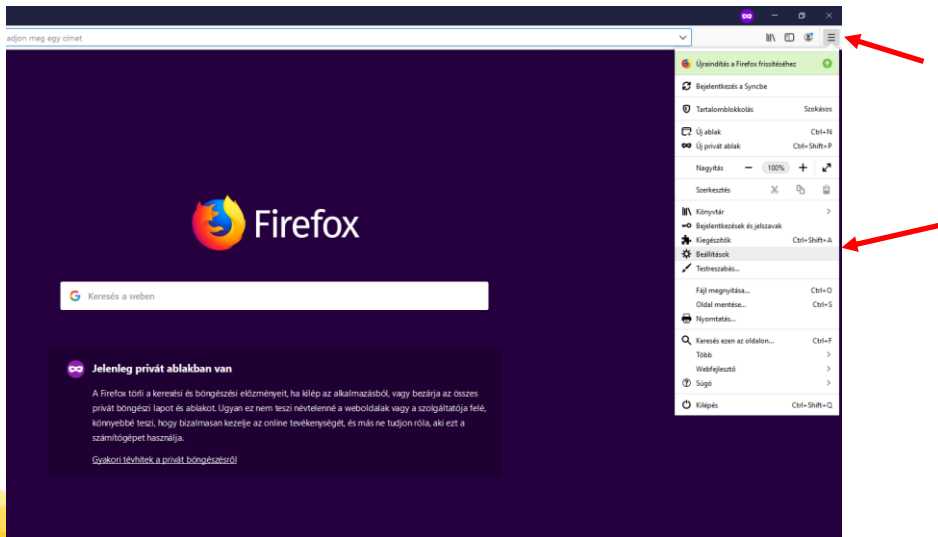 adjon meg egy címet
Újraindítás a Firefox frissítéséhez
Bejelentkezés a Syncbe
Tartalomblokkolás Szokásos
Új ablak Ctrl+N
Új privát ablak Ctrl+Shift+P
Nagyítás 100%
Szerkesztés
Könyvtár
Bejelentkezések és jelszavak
Kiegészítők Ctrl+Shift+A
Beállítások
Testreszabás...
Fájl megnyitása... Ctrl+O
Oldal mentése... Ctrl+S
Nyomtatás...
Keresés ezen az oldalon... Ctrl+F
Több
Webfejlesztő
Súgó
Kilépés Ctrl+Shift+Q
Firefox
Keresés a weben
Jelenleg privát ablakban van
A Firefox törli a keresési és böngészési előzményeit, ha kilép az alkalmazásból, vagy bezárja az összes
privát böngészi lapot és ablakot. Ugyan ez nem teszi névtelenné a weboldalak vagy a szolgáltatója felé,
könnyebbé teszi, hogy bizalmasan kezelje az online tevékenységét, és más ne tudjon róla, aki ezt a
számítógépet használja.
Gyakori tévhitek a privát böngészésről